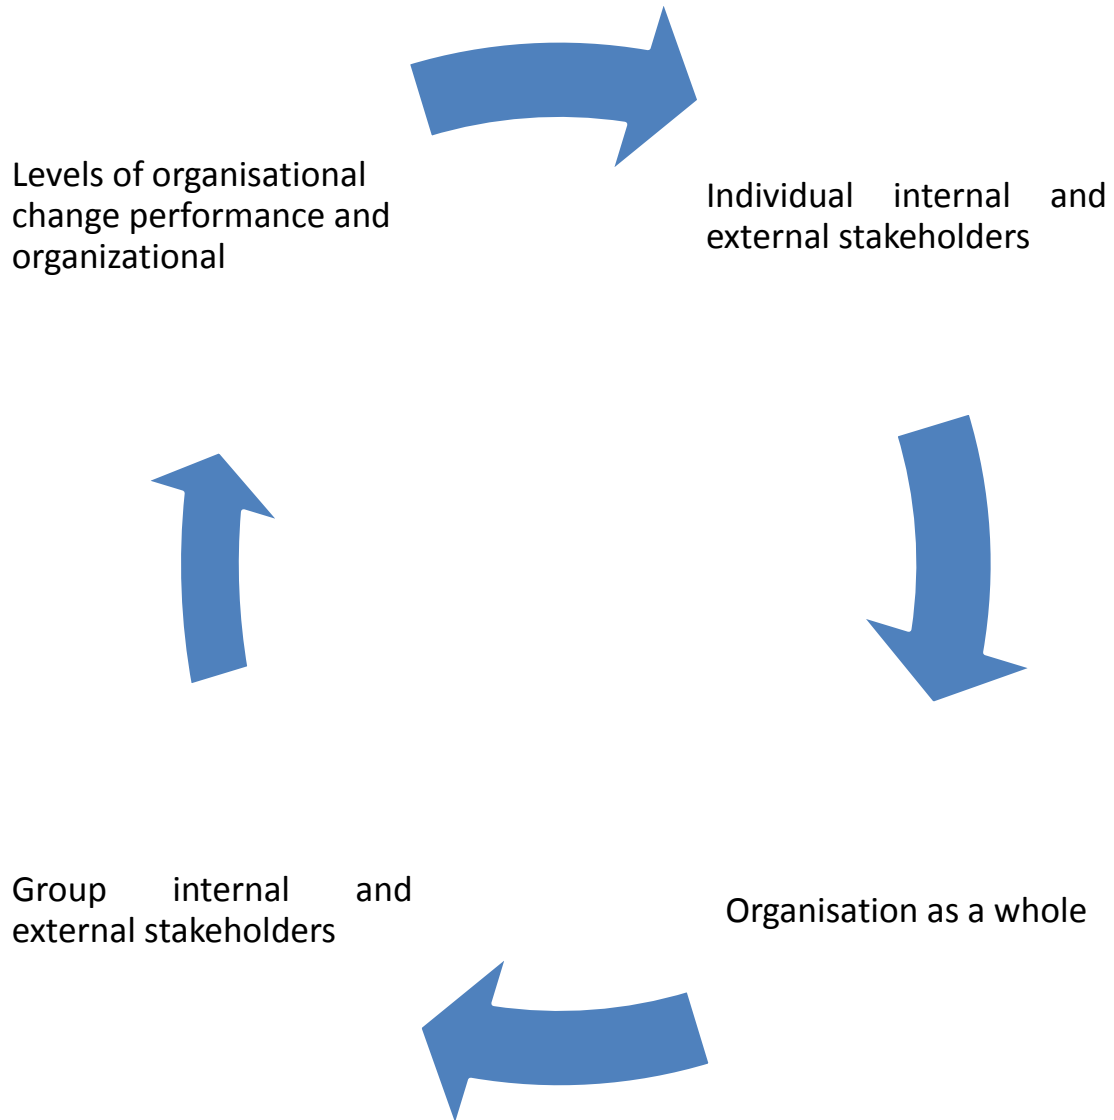 Levels of organisational
change performance and
organizational
Individual internal and
external stakeholders
Organisation as a whole
Group internal and
external stakeholders